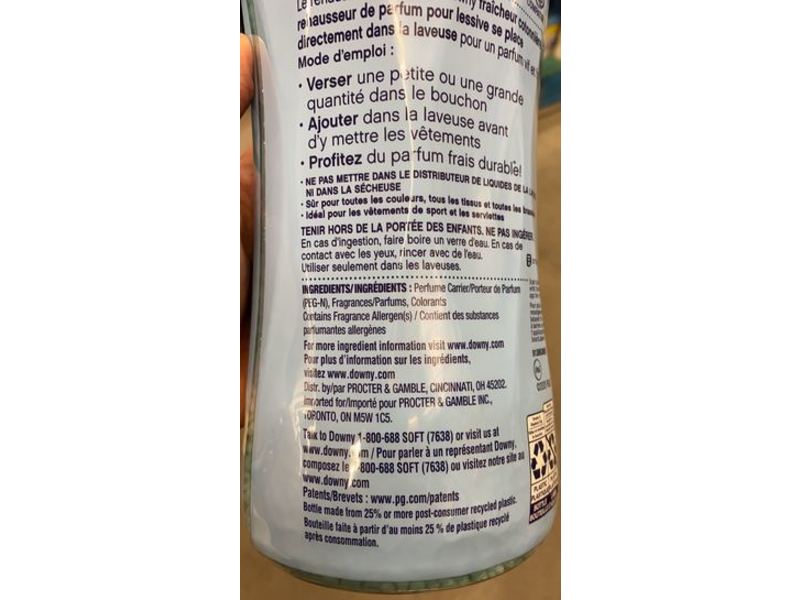 fraîcheur
rehausseur de parfum pour lessive se place
directement dans la laveuse pour un parfum vif et
Mode d'emploi :
• Verser une petite ou une grande
quantité dans le bouchon
• Ajouter dans la laveuse avant
d'y mettre les vêtements
• Profitez du parfum frais durable!
• NE PAS METTRE DANS LE DISTRIBUTEUR DE LIQUIDES DE LA
NI DANS LA SÉCHEUSE
• Sûr pour toutes les couleurs, tous les tissus et toutes les
• Idéal pour les vêtements de sport et les serviettes
TENIR HORS DE LA PORTÉE DES ENFANTS. NE PAS INGÉRER.
En cas d'ingestion, faire boire un verre d'eau. En cas de
contact avec les yeux, rincer avec de l'eau.
Utiliser seulement dans les laveuses.
INGREDIENTS/INGRÉDIENTS : Perfume Carrier/Porteur de Parfum
(PEG-N), Fragrances/Parfums, Colorants
Contains Fragrance Allergen(s) / Contient des substances
parfumantes allergènes
For more ingredient information visit www.downy.com
Pour plus d'information sur les ingrédients,
visitez www.downy.com
Distr. by/par PROCTER & GAMBLE, CINCINNATI, OH 45202.
Imported for/Importé pour PROCTER & GAMBLE INC.,
TORONTO, ON M5W 1C5.
Talk to Downy 1-800-688 SOFT (7638) or visit us at
www.downy.com / Pour parler à un représentant Downy,
composez le 1-800-688 SOFT (7638) ou visitez notre site au
www.downy.com
Patents/Brevets : www.pg.com/patents
Bottle made from 25% or more post-consumer recycled plastic.
Bouteille faite à partir d'au moins 25 % de plastique recyclé
après consommation.